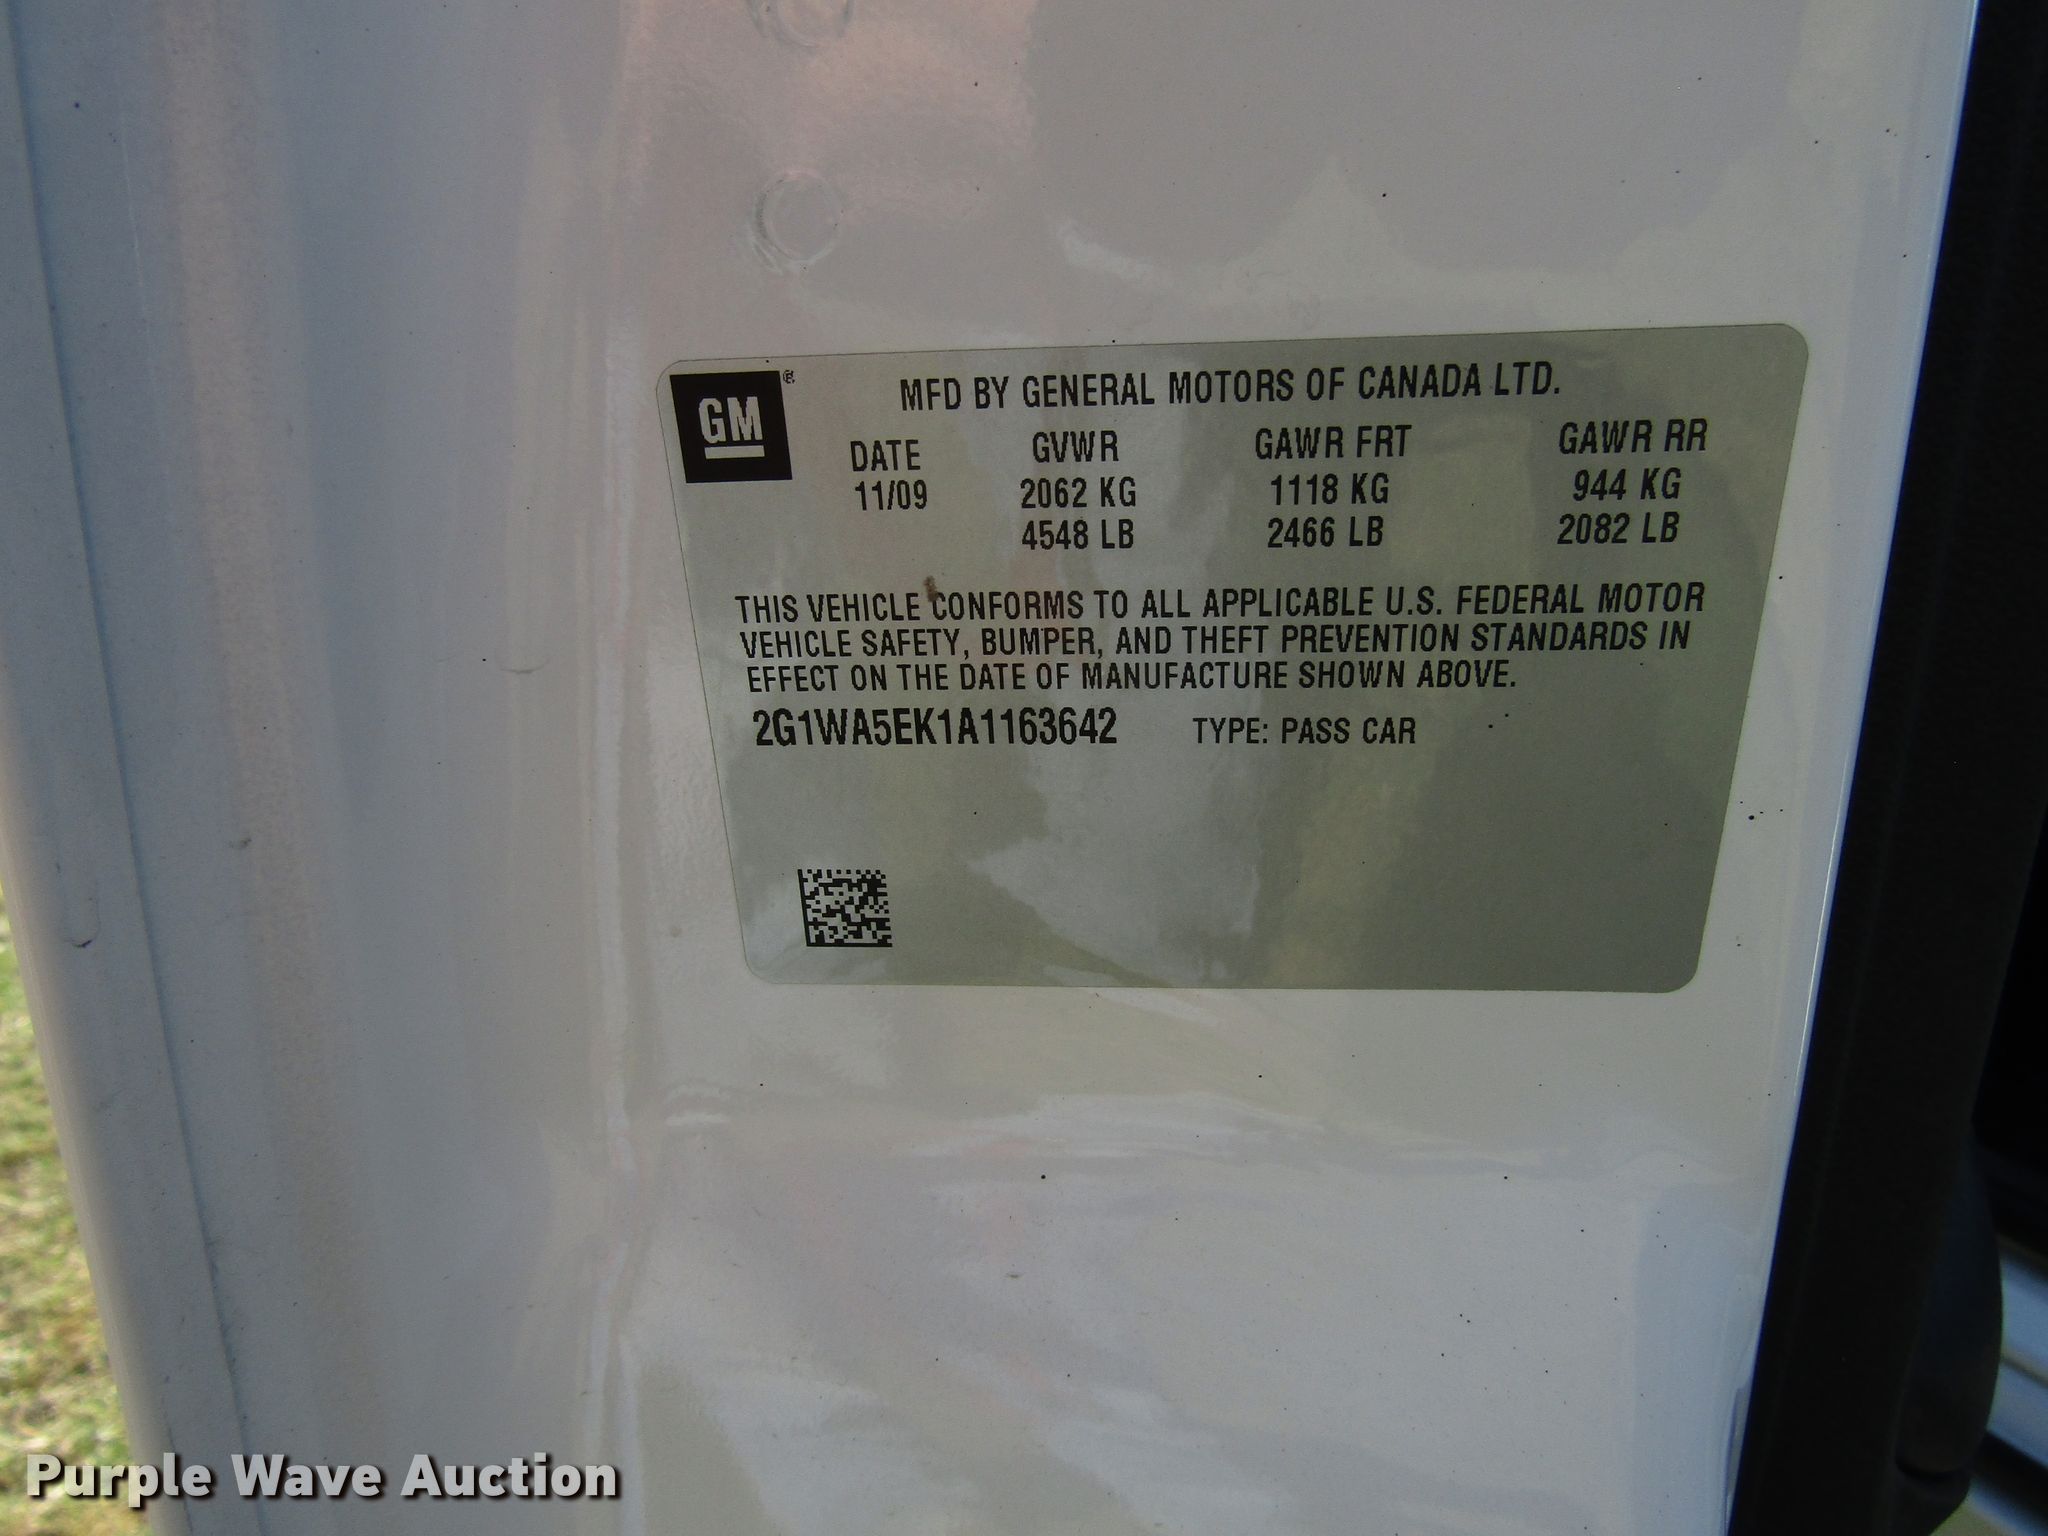 GM ®
MFD BY GENERAL MOTORS OF CANADA LTD.
DATE GVWR GAWR FRT GAWR RR
11/09 2062 KG 1118 KG 944 KG
4548 LB 2466 LB 2082 LB
THIS VEHICLE CONFORMS TO ALL APPLICABLE U.S. FEDERAL MOTOR
VEHICLE SAFETY, BUMPER, AND THEFT PREVENTION STANDARDS IN
EFFECT ON THE DATE OF MANUFACTURE SHOWN ABOVE.
2G1WA5EK1A1163642 TYPE: PASS CAR
Purple Wave Auction